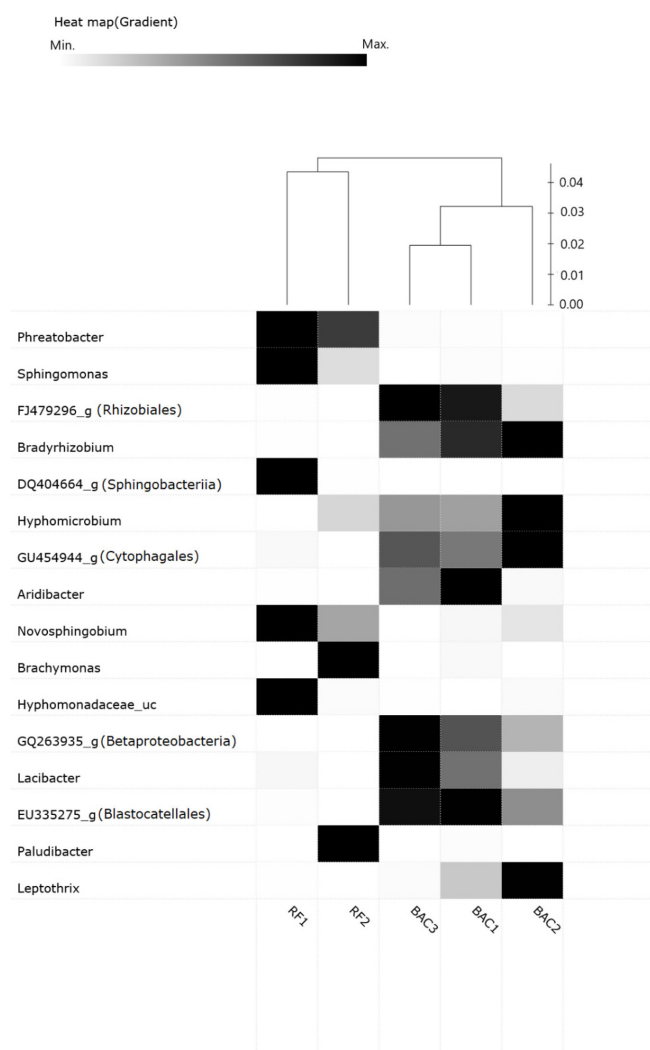 Heat map(Gradient)
Min. Max.
0.04
0.03
0.02
0.01
0.00
Phreatobacter
Sphingomonas
FJ479296_g (Rhizobiales)
Bradyrhizobium
DQ404664_g (Sphingobacteriia)
Hyphomicrobium
GU454944_g (Cytophagales)
Aridibacter
Novosphingobium
Brachymonas
Hyphomonadaceae_uc
GQ263935_g (Betaproteobacteria)
Lacibacter
EU335275_g (Blastocatellales)
Paludibacter
Leptothrix
RF1 RF2 BAC3 BAC1 BAC2